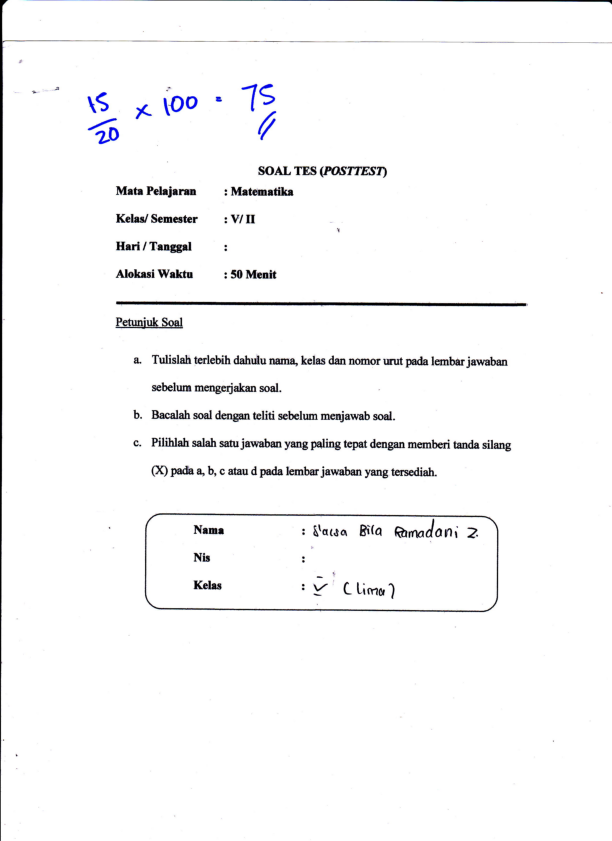 15/20 x 100 = 75
SOAL TES (POSTTEST)
Mata Pelajaran : Matematika
Kelas/ Semester : V/ II
Hari / Tanggal :
Alokasi Waktu : 50 Menit
Petunjuk Soal
a. Tulislah terlebih dahulu nama, kelas dan nomor urut pada lembar jawaban
sebelum mengerjakan soal.
b. Bacalah soal dengan teliti sebelum menjawab soal.
c. Pilihlah salah satu jawaban yang paling tepat dengan memberi tanda silang
(X) pada a, b, c atau d pada lembar jawaban yang tersediah.
Nama : Bila Ramadani Z.
Nis :
Kelas : V (lima)